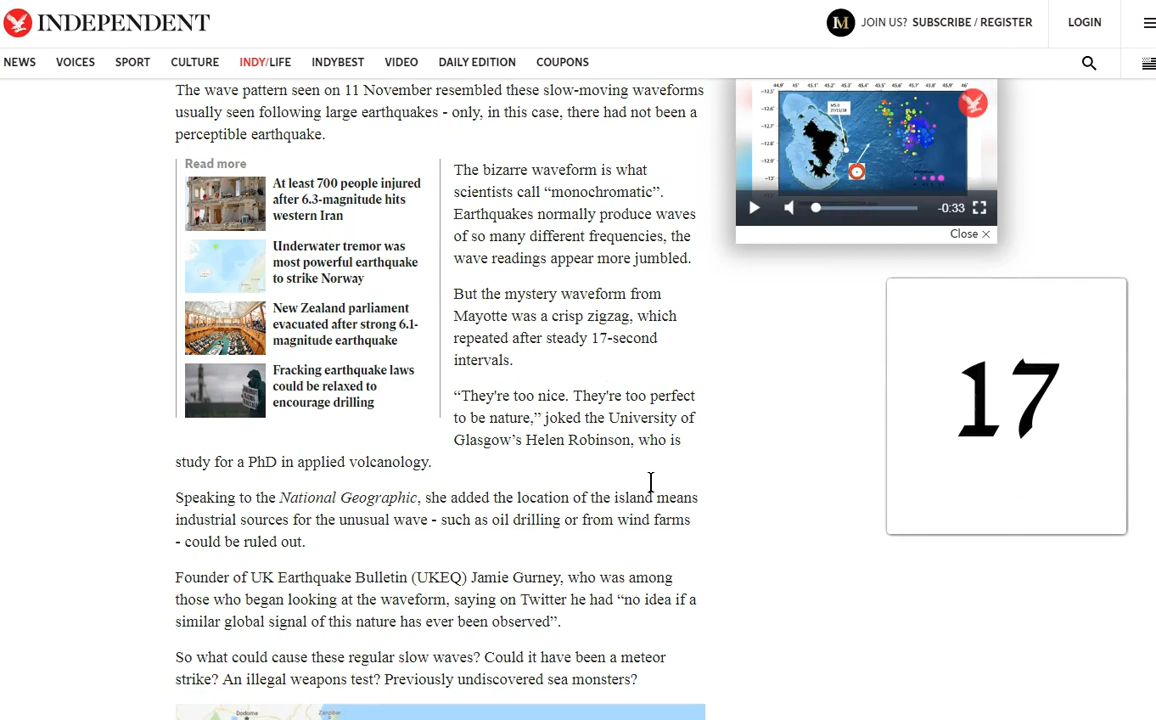 INDEPENDENT
JOIN US? SUBSCRIBE / REGISTER
LOGIN
NEWS VOICES SPORT CULTURE INDY/LIFE INDYBEST VIDEO DAILY EDITION COUPONS
The wave pattern seen on 11 November resembled these slow-moving waveforms
usually seen following large earthquakes - only, in this case, there had not been a
perceptible earthquake.
Read more
At least 700 people injured
after 6.3-magnitude hits
western Iran
Underwater tremor was
most powerful earthquake
to strike Norway
New Zealand parliament
evacuated after strong 6.1-
magnitude earthquake
Fracking earthquake laws
could be relaxed to
encourage drilling
The bizarre waveform is what
scientists call “monochromatic”.
Earthquakes normally produce waves
of so many different frequencies, the
wave readings appear more jumbled.
But the mystery waveform from
Mayotte was a crisp zigzag, which
repeated after steady 17-second
intervals.
“They're too nice. They're too perfect
to be nature,” joked the University of
Glasgow’s Helen Robinson, who is
study for a PhD in applied volcanology.
Speaking to the National Geographic, she added the location of the island means
industrial sources for the unusual wave - such as oil drilling or from wind farms
- could be ruled out.
Founder of UK Earthquake Bulletin (UKEQ) Jamie Gurney, who was among
those who began looking at the waveform, saying on Twitter he had “no idea if a
similar global signal of this nature has ever been observed”.
So what could cause these regular slow waves? Could it have been a meteor
strike? An illegal weapons test? Previously undiscovered sea monsters?
Dodoma
Zanzibar
-0:33
Close ×
17